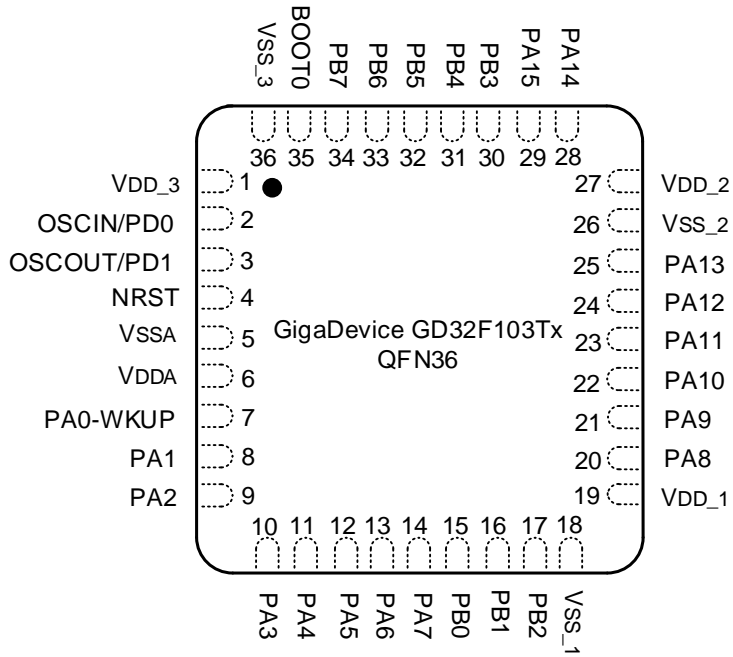 VSS_3 BOOT0 PB7 PB6 PB5 PB4 PB3 PA15 PA14
36 35 34 33 32 31 30 29 28
VDD_3 1 27 VDD_2
OSCIN/PD0 2 26 VSS_2
OSCOUT/PD1 3 25 PA13
NRST 4 24 PA12
VSSA 5 GigaDevice GD32F103Tx 23 PA11
QFN36
VDDA 6 22 PA10
PA0-WKUP 7 21 PA9
PA1 8 20 PA8
PA2 9 19 VDD_1
10 11 12 13 14 15 16 17 18
PA3 PA4 PA5 PA6 PA7 PB0 PB1 PB2 VSS_1